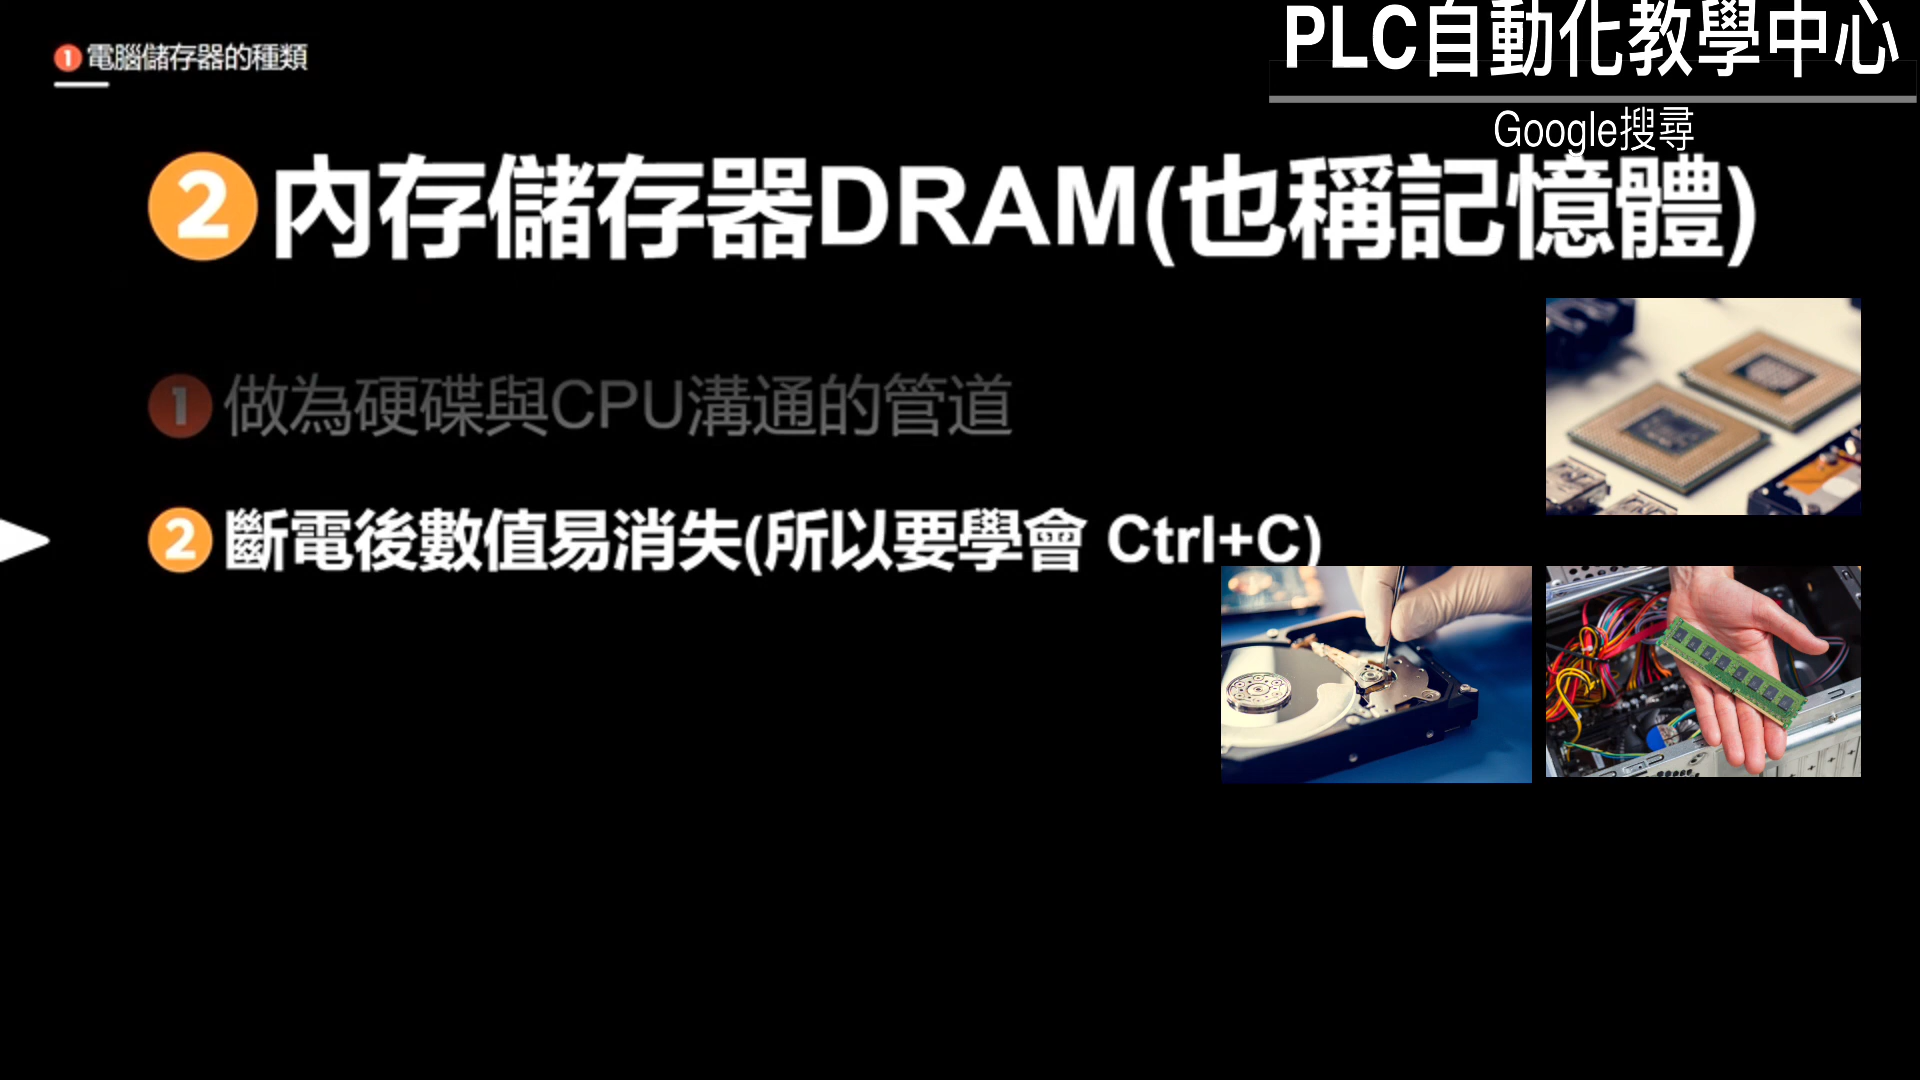 ❶電腦儲存器的種類
PLC自動化教學中心
Google搜尋
❷內存儲存器DRAM(也稱記憶體)
❶做為硬碟與CPU溝通的管道
❷斷電後數值易消失(所以要學會 Ctrl+C)